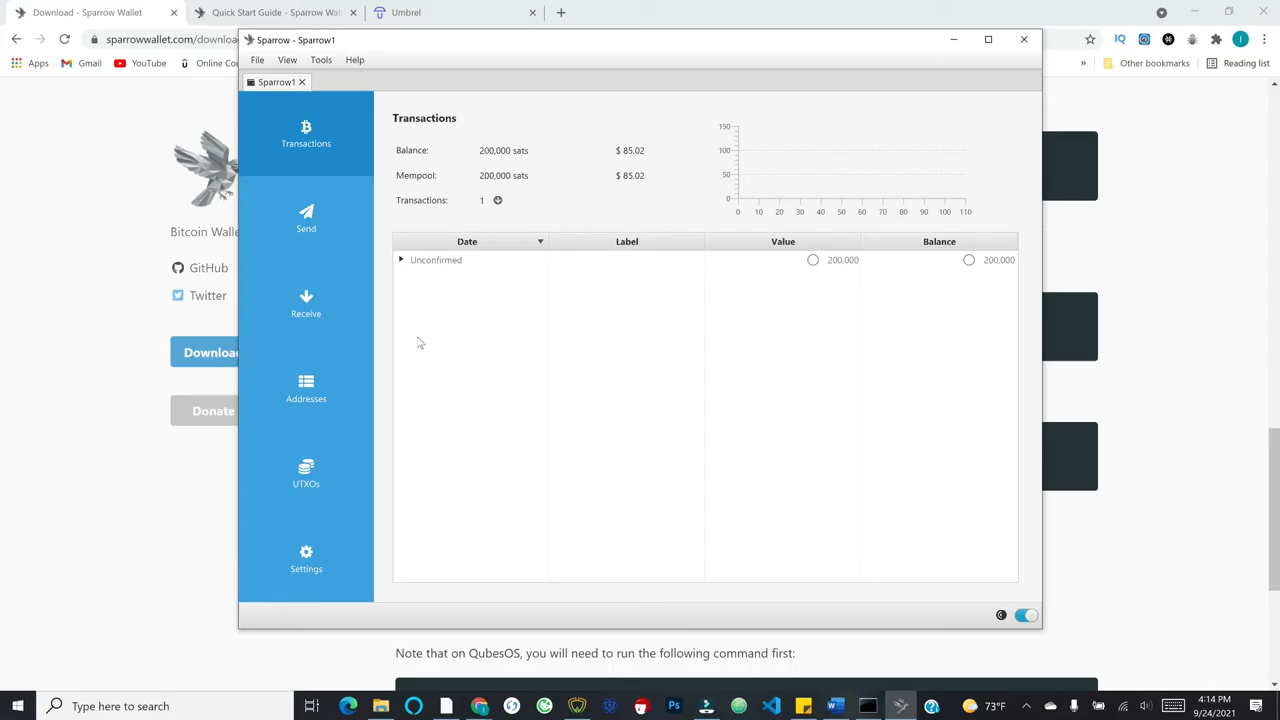 Download - Sparrow Wallet
Quick Start Guide - Sparrow Wal
Umbrel
sparrowwallet.com/download
Apps
Gmail
YouTube
Online Cou
Other bookmarks
Reading list
Sparrow - Sparrow1
File View Tools Help
Sparrow1
Transactions
Send
Receive
Addresses
UTXOs
Settings
Transactions
Balance: 200,000 sats $ 85.02
Mempool: 200,000 sats $ 85.02
Transactions: 1
150
100
50
0
0 10 20 30 40 50 60 70 80 90 100 110
Date Label Value Balance
Unconfirmed 200,000 200,000
Bitcoin Walle
GitHub
Twitter
Download
Donate
Note that on QubesOS, you will need to run the following command first:
Type here to search
73°F
4:14 PM
9/24/2021